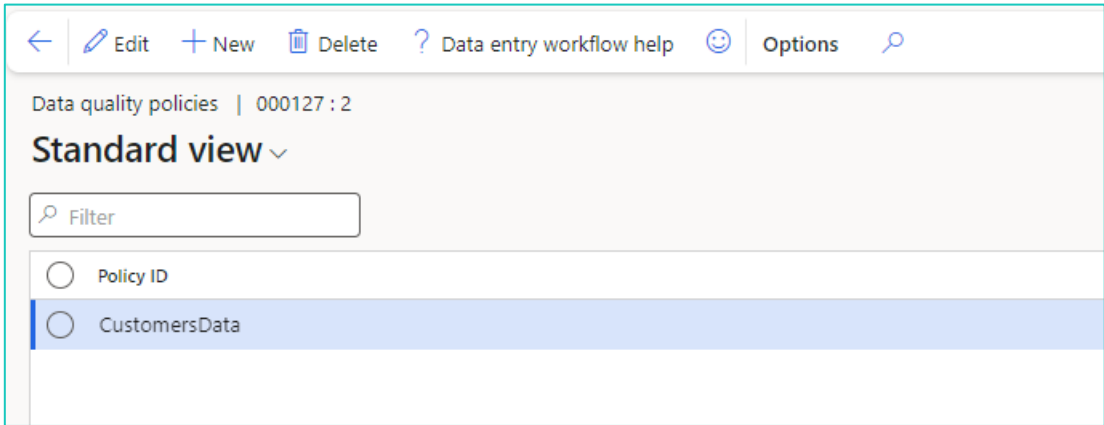 Edit New Delete ? Data entry workflow help Options
Data quality policies | 000127 : 2
Standard view
Filter
Policy ID
CustomersData